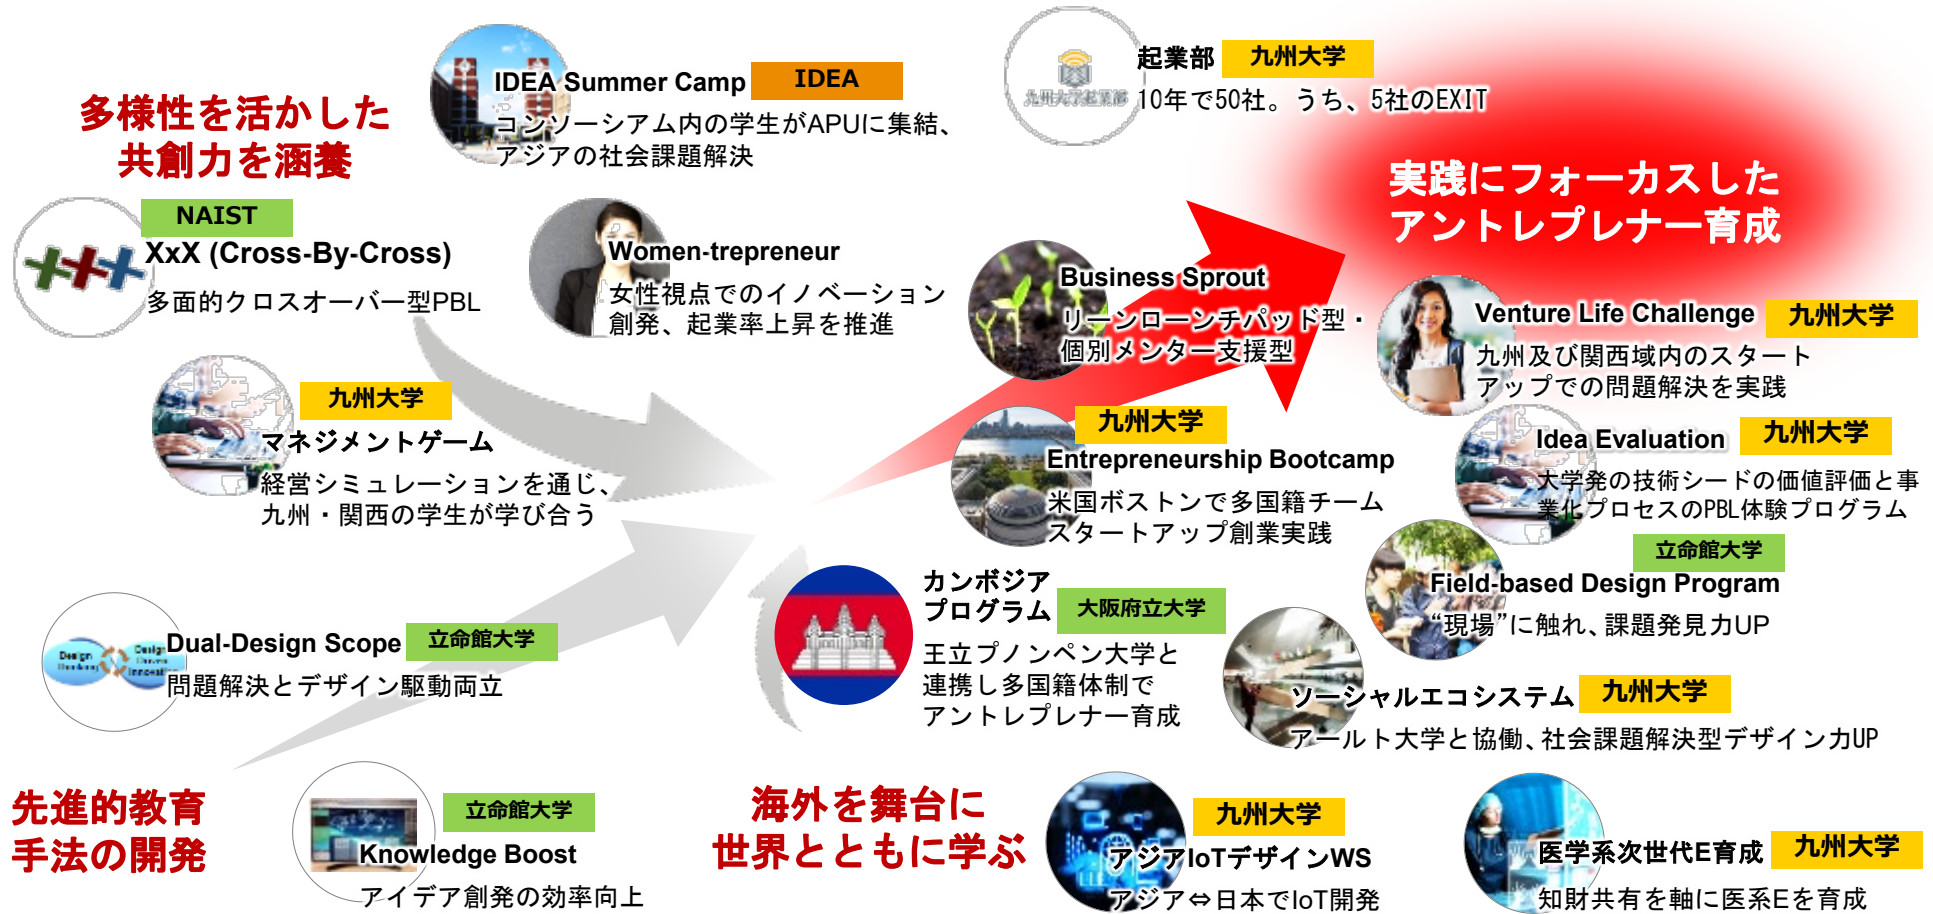 多様性を活かした
共創力を涵養
IDEA Summer Camp
IDEA
コンソーシアム内の学生がAPUに集結、
アジアの社会課題解決
九州大学起業部
起業部
九州大学
10年で50社。うち、5社のEXIT
実践にフォーカスした
アントレプレナー育成
NAIST
XxX (Cross-By-Cross)
多面的クロスオーバー型PBL
Women-trepreneur
女性視点でのイノベーション
創発、起業率上昇を推進
Business Sprout
リーンローンチパッド型・
個別メンター支援型
Venture Life Challenge
九州大学
九州及び関西域内のスタート
アップでの問題解決を実践
九州大学
マネジメントゲーム
経営シミュレーションを通じ、
九州・関西の学生が学び合う
九州大学
Entrepreneurship Bootcamp
米国ボストンで多国籍チーム
スタートアップ創業実践
Idea Evaluation
九州大学
大学発の技術シードの価値評価と事
業化プロセスのPBL体験プログラム
立命館大学
Field-based Design Program
“現場”に触れ、課題発見力UP
カンボジア
プログラム
大阪府立大学
王立プノンペン大学と
連携し多国籍体制で
アントレプレナー育成
Design
Thinking
Design
Driven
Innovation
Dual-Design Scope
立命館大学
問題解決とデザイン駆動両立
ソーシャルエコシステム
九州大学
アールト大学と協働、社会課題解決型デザイン力UP
先進的教育
手法の開発
立命館大学
Knowledge Boost
アイデア創発の効率向上
海外を舞台に
世界とともに学ぶ
九州大学
アジアIoTデザインWS
アジア⇔日本でIoT開発
医学系次世代E育成
九州大学
知財共有を軸に医系Eを育成